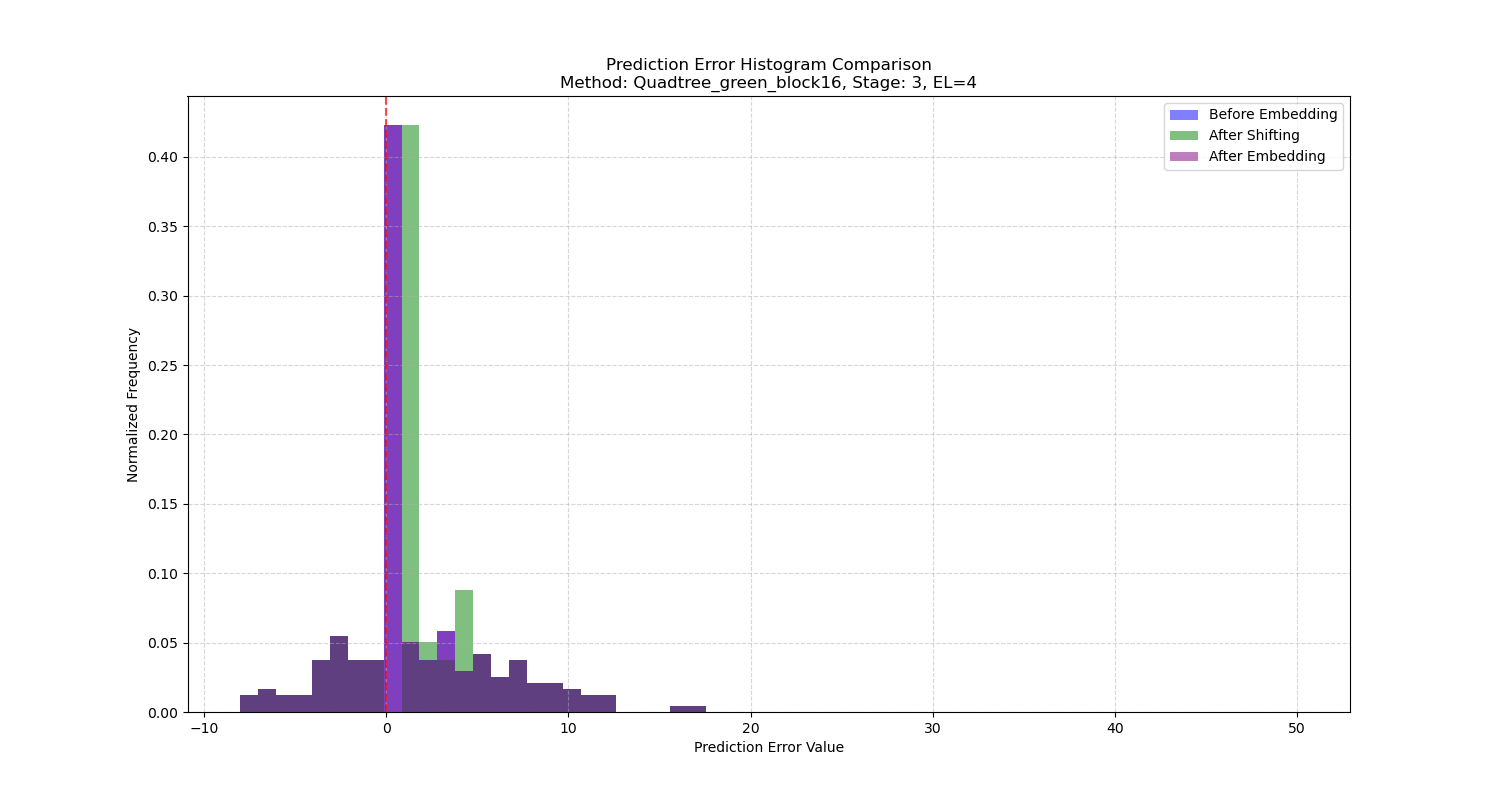 Prediction Error Histogram Comparison
Method: Quadtree_green_block16, Stage: 3, EL=4
Before Embedding
After Shifting
After Embedding
Normalized Frequency
0.40
0.35
0.30
0.25
0.20
0.15
0.10
0.05
0.00
−10 0 10 20 30 40 50
Prediction Error Value